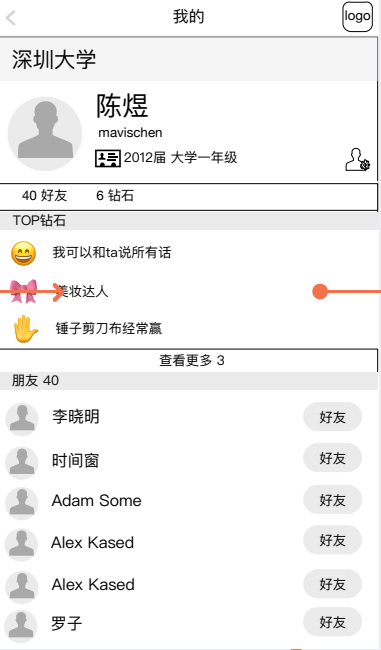 我的
logo
深圳大学
陈煜
mavischen
2012届 大学一年级
40 好友 6 钻石
TOP钻石
我可以和ta说所有话
美妆达人
锤子剪刀布经常赢
查看更多 3
朋友 40
李晓明 好友
时间窗 好友
Adam Some 好友
Alex Kased 好友
Alex Kased 好友
罗子 好友